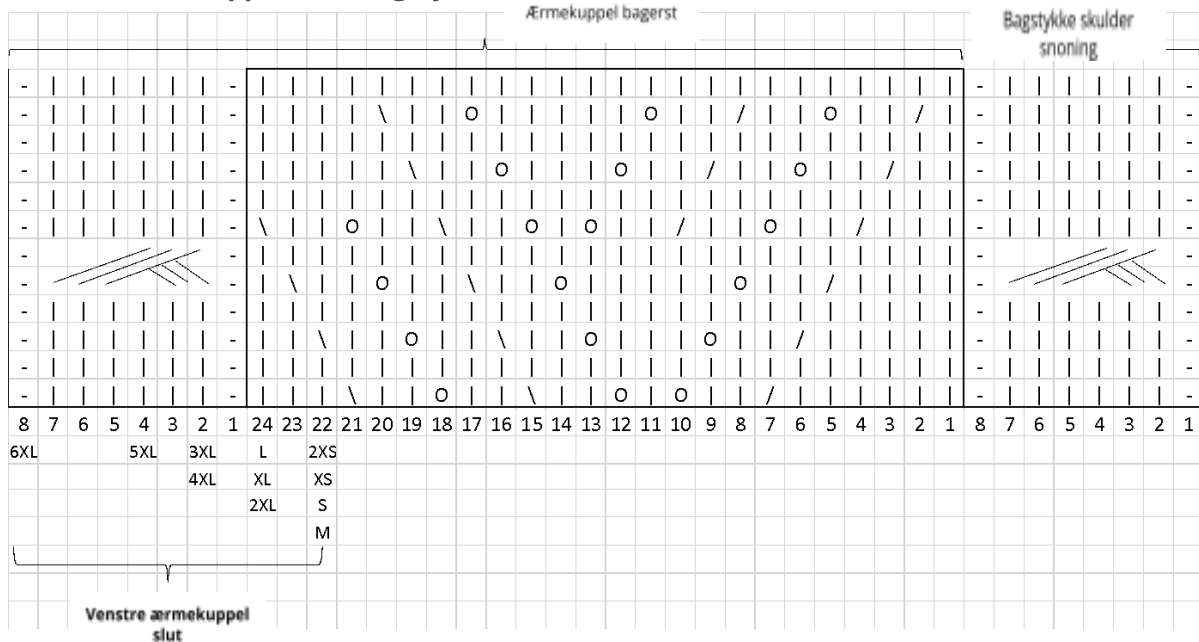 Ærmekuppel bagerst
Bagstykke skulder
snoning
8 7 6 5 4 3 2 1 24 23 22 21 20 19 18 17 16 15 14 13 12 11 10 9 8 7 6 5 4 3 2 1 8 7 6 5 4 3 2 1
6XL 5XL 3XL L 2XS
4XL XL XS
2XL S
M
Venstre ærmekuppel
slut